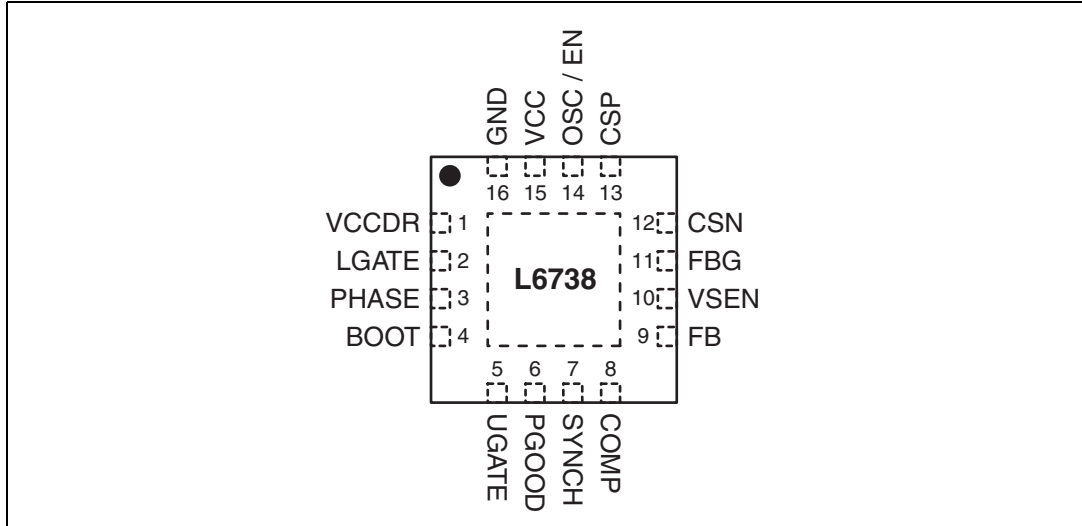 GND
VCC
OSC / EN
CSP
16
15
14
13
VCCDR 1
LGATE 2
PHASE 3
BOOT 4
L6738
12 CSN
11 FBG
10 VSEN
9 FB
5
6
7
8
UGATE
PGOOD
SYNCH
COMP